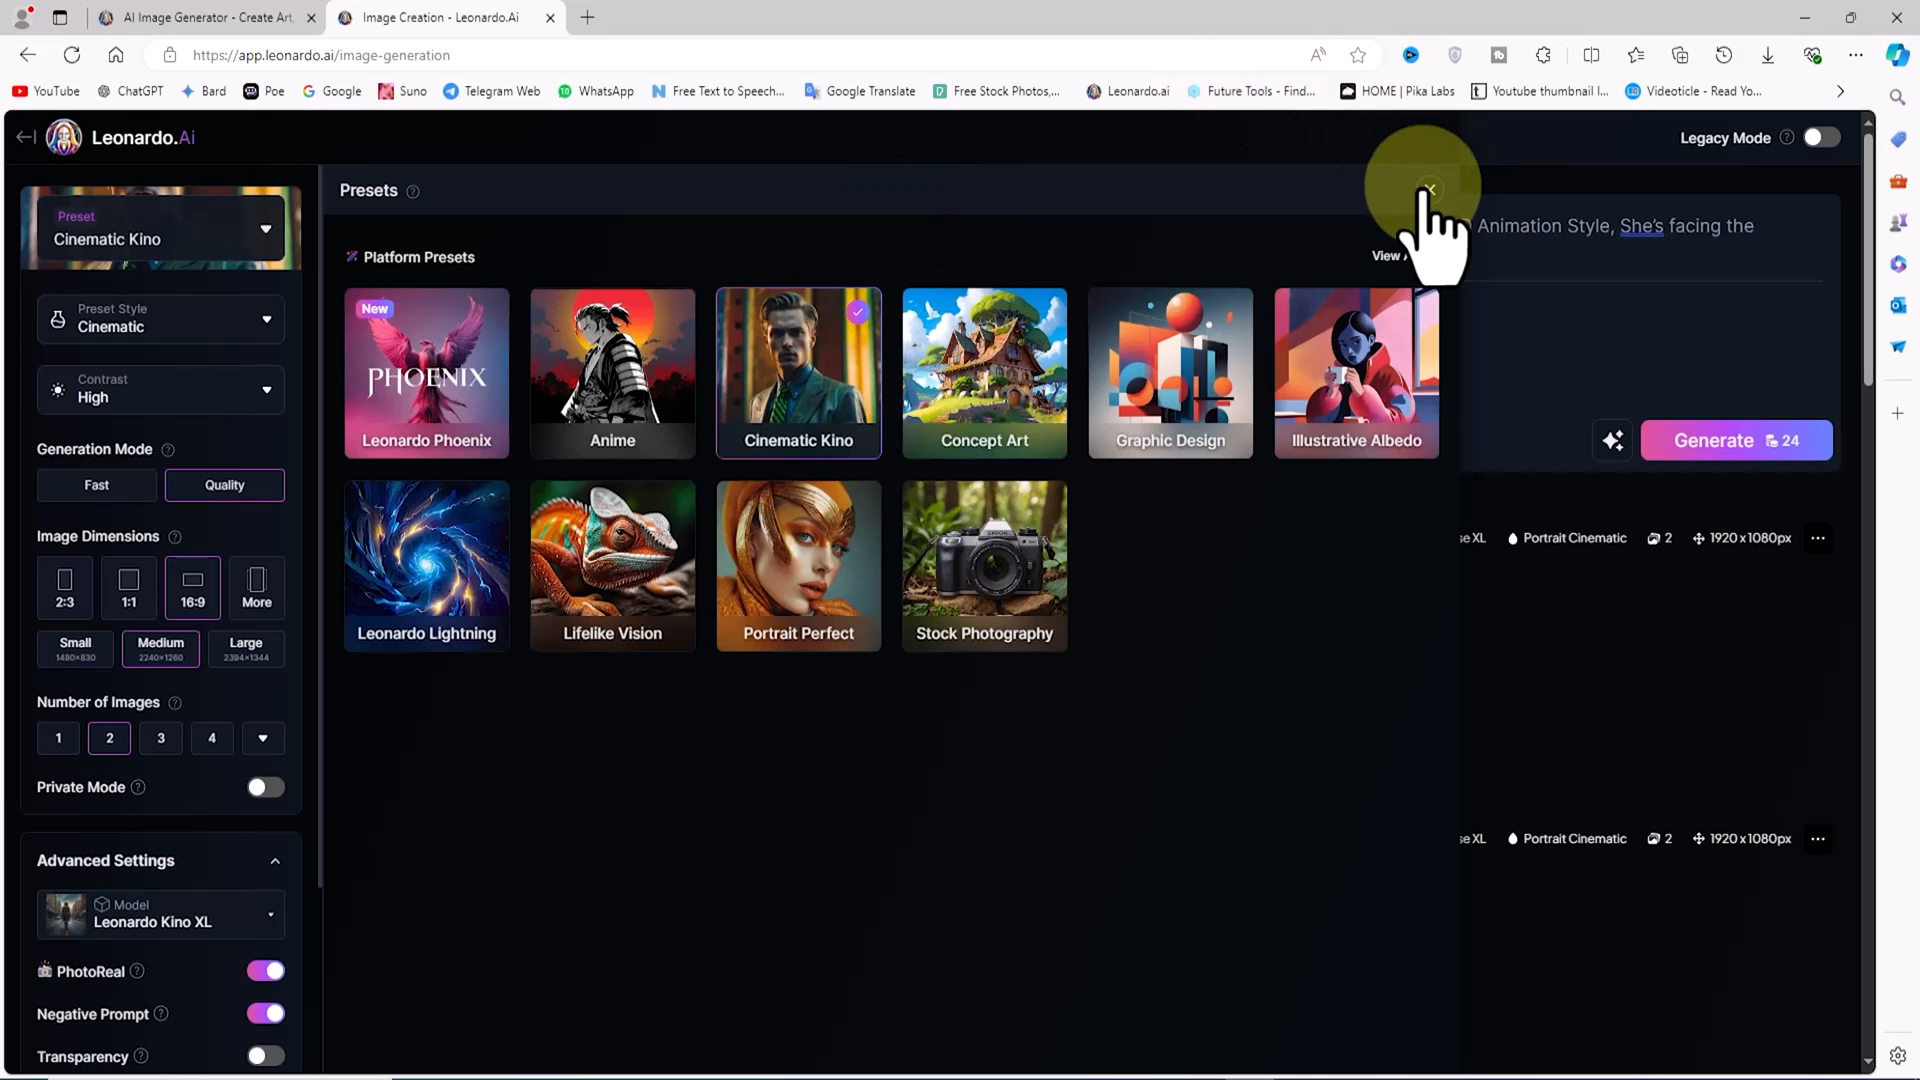 AI Image Generator - Create Art,
Image Creation - Leonardo.Ai
https://app.leonardo.ai/image-generation
YouTube
ChatGPT
Bard
Poe
Google
Suno
Telegram Web
WhatsApp
Free Text to Speech...
Google Translate
Free Stock Photos,...
Leonardo.ai
Future Tools - Find...
HOME | Pika Labs
Youtube thumbnail I...
Videoticle - Read Yo...
Leonardo.Ai
Legacy Mode
Preset
Cinematic Kino
Preset Style
Cinematic
Contrast
High
Generation Mode
Fast
Quality
Image Dimensions
2:3
1:1
16:9
More
Small
1480×830
Medium
2240×1260
Large
2394×1344
Number of Images
1
2
3
4
Private Mode
Advanced Settings
Model
Leonardo Kino XL
PhotoReal
Negative Prompt
Transparency
Presets
Platform Presets
View
New
PHOENIX
Leonardo Phoenix
Anime
Cinematic Kino
Concept Art
Graphic Design
Illustrative Albedo
Leonardo Lightning
Lifelike Vision
Portrait Perfect
Stock Photography
Animation Style, She's facing the
Generate 24
se XL Portrait Cinematic 2 1920x1080px
se XL Portrait Cinematic 2 1920x1080px